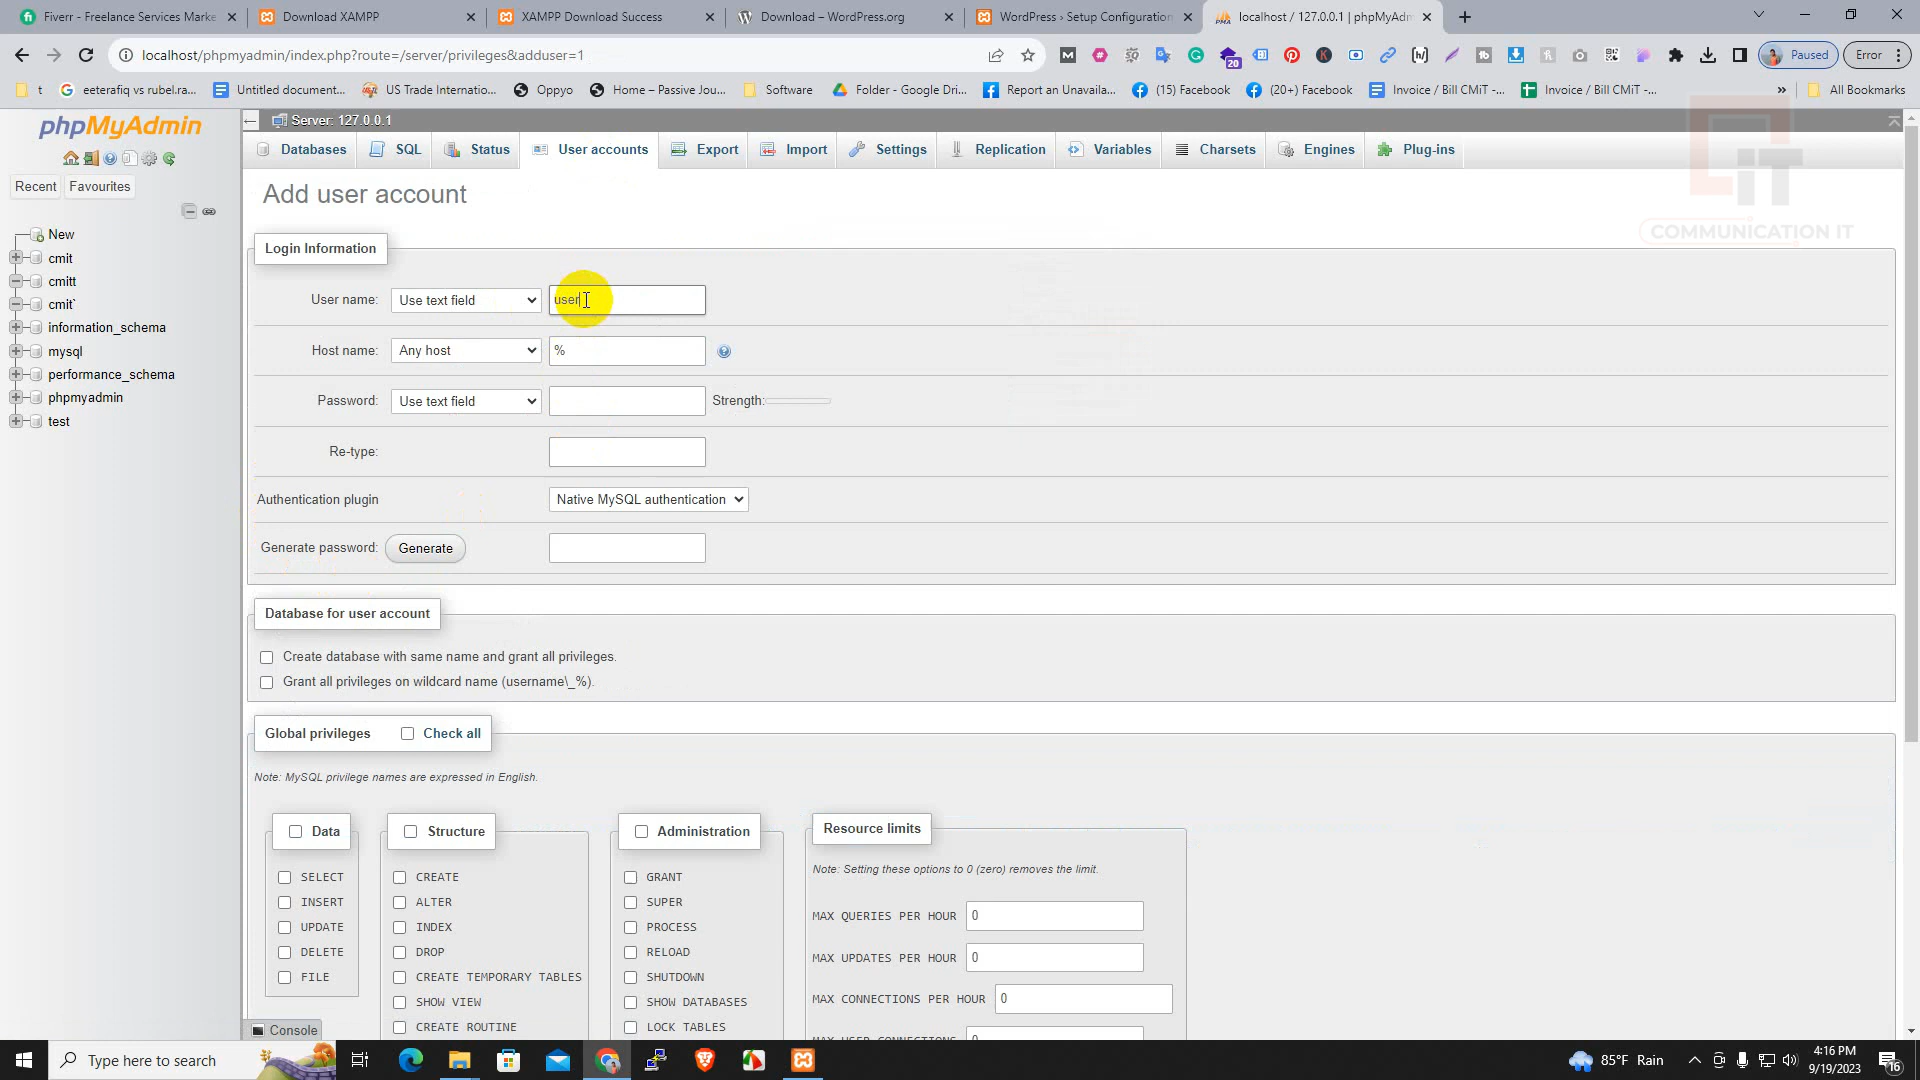 Fiverr - Freelance Services Marke
Download XAMPP
XAMPP Download Success
Download – WordPress.org
WordPress › Setup Configuration
localhost / 127.0.0.1 | phpMyAdm
localhost/phpmyadmin/index.php?route=/server/privileges&adduser=1
20
Paused
Error
t
eeterafiq vs rubel.ra...
Untitled document...
US Trade Internatio...
Oppyo
Home – Passive Jou...
Software
Folder - Google Dri...
Report an Unavaila...
(15) Facebook
(20+) Facebook
Invoice / Bill CMiT -...
Invoice / Bill CMiT -...
»
All Bookmarks
phpMyAdmin
Recent
Favourites
New
cmit
cmitt
cmit`
information_schema
mysql
performance_schema
phpmyadmin
test
Server: 127.0.0.1
Databases
SQL
Status
User accounts
Export
Import
Settings
Replication
Variables
Charsets
Engines
Plug-ins
IT
COMMUNICATION IT
Add user account
Login Information
User name:
Use text field
user
Host name:
Any host
%
Password:
Use text field
Strength:
Re-type:
Authentication plugin
Native MySQL authentication
Generate password:
Generate
Database for user account
Create database with same name and grant all privileges.
Grant all privileges on wildcard name (username\_%).
Global privileges
Check all
Note: MySQL privilege names are expressed in English.
Data
SELECT
INSERT
UPDATE
DELETE
FILE
Structure
CREATE
ALTER
INDEX
DROP
CREATE TEMPORARY TABLES
SHOW VIEW
CREATE ROUTINE
Administration
GRANT
SUPER
PROCESS
RELOAD
SHUTDOWN
SHOW DATABASES
LOCK TABLES
Resource limits
Note: Setting these options to 0 (zero) removes the limit.
MAX QUERIES PER HOUR
0
MAX UPDATES PER HOUR
0
MAX CONNECTIONS PER HOUR
0
MAX USER CONNECTIONS
0
Console
Type here to search
85°F Rain
4:16 PM
9/19/2023
16